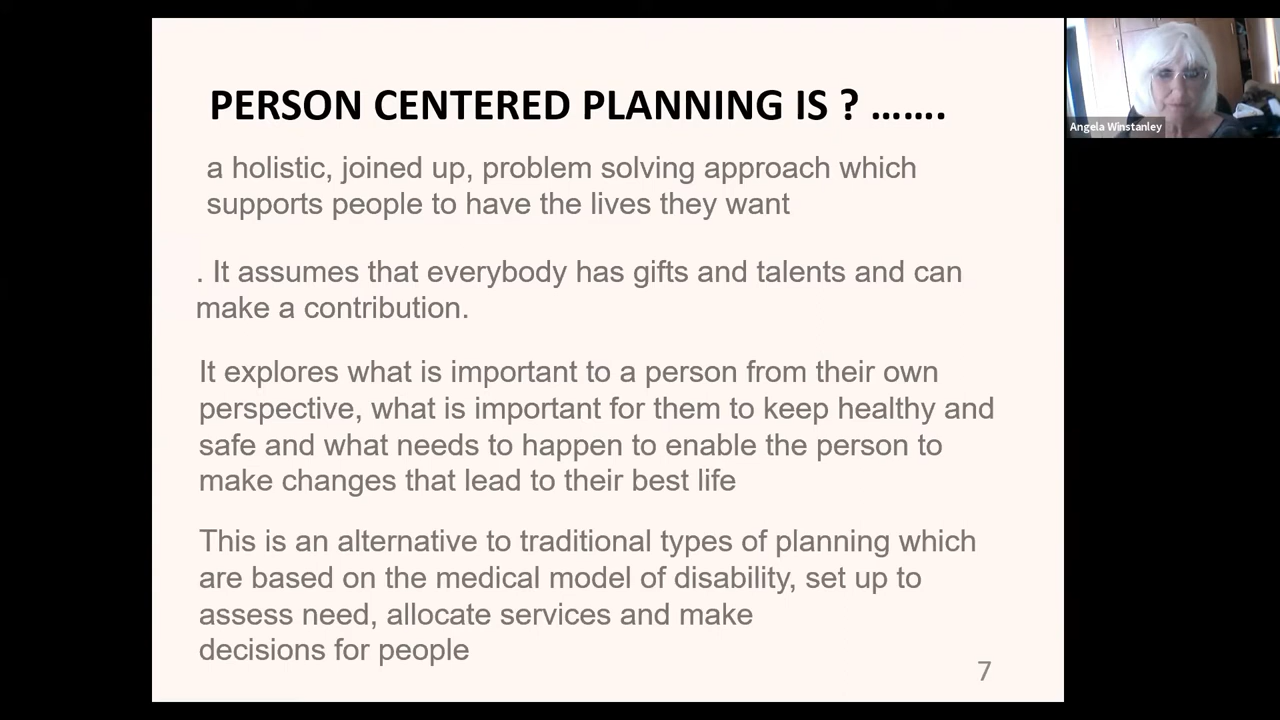 PERSON CENTERED PLANNING IS ? …….
a holistic, joined up, problem solving approach which
supports people to have the lives they want
. It assumes that everybody has gifts and talents and can
make a contribution.
It explores what is important to a person from their own
perspective, what is important for them to keep healthy and
safe and what needs to happen to enable the person to
make changes that lead to their best life
This is an alternative to traditional types of planning which
are based on the medical model of disability, set up to
assess need, allocate services and make
decisions for people
7
Angela Winstanley